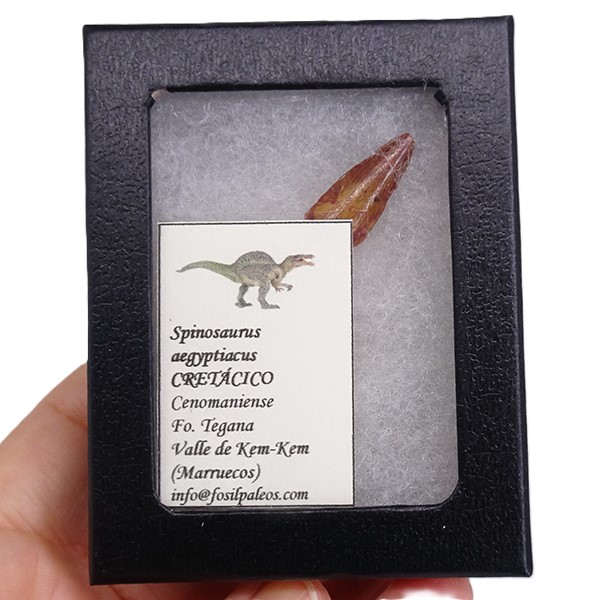 Spinosaurus
aegyptiacus
CRETÁCICO
Cenomaniense
Fo. Tegana
Valle de Kem-Kem
(Marruecos)
info@fosilpaleos.com